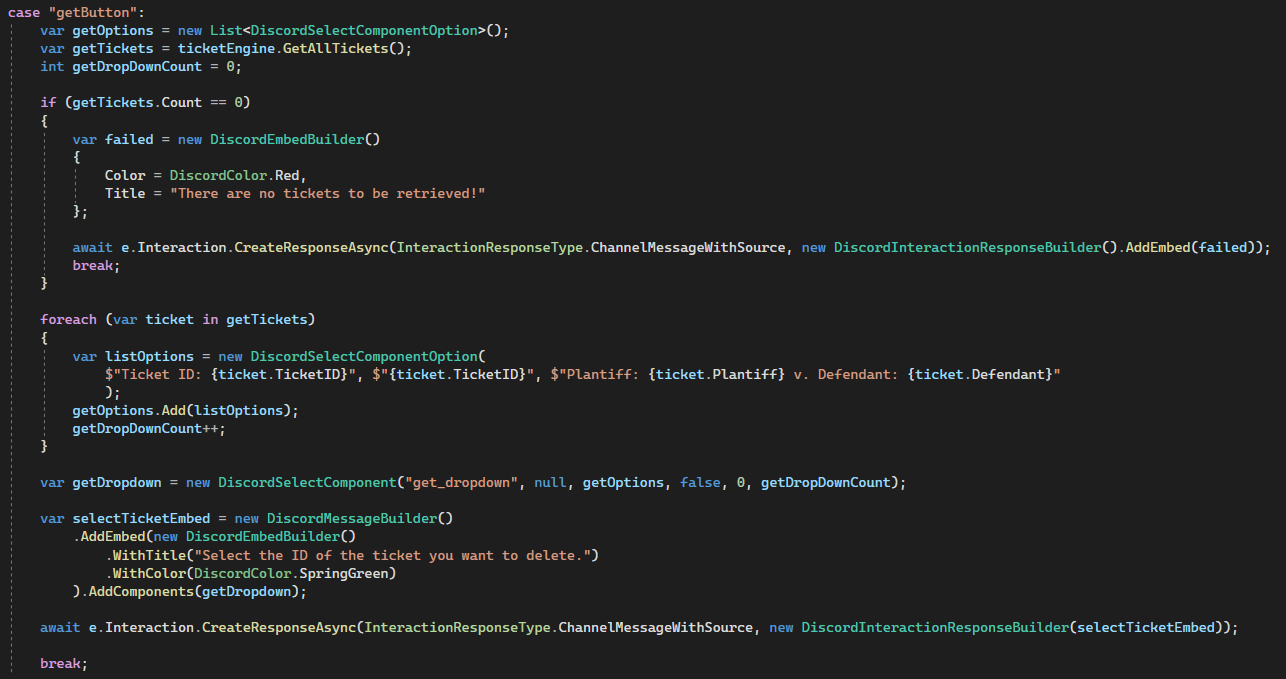 case "getButton":
    var getOptions = new List<DiscordSelectComponentOption>();
    var getTickets = ticketEngine.GetAllTickets();
    int getDropDownCount = 0;

    if (getTickets.Count == 0)
    {
        var failed = new DiscordEmbedBuilder()
        {
            Color = DiscordColor.Red,
            Title = "There are no tickets to be retrieved!"
        };

        await e.Interaction.CreateResponseAsync(InteractionResponseType.ChannelMessageWithSource, new DiscordInteractionResponseBuilder().AddEmbed(failed));
        break;
    }

    foreach (var ticket in getTickets)
    {
        var listOptions = new DiscordSelectComponentOption(
            $"Ticket ID: {ticket.TicketID}", $"{ticket.TicketID}", $"Plantiff: {ticket.Plantiff} v. Defendant: {ticket.Defendant}"
            );
        getOptions.Add(listOptions);
        getDropDownCount++;
    }

    var getDropdown = new DiscordSelectComponent("get_dropdown", null, getOptions, false, 0, getDropDownCount);

    var selectTicketEmbed = new DiscordMessageBuilder()
        .AddEmbed(new DiscordEmbedBuilder()
            .WithTitle("Select the ID of the ticket you want to delete.")
            .WithColor(DiscordColor.SpringGreen)
        ).AddComponents(getDropdown);

    await e.Interaction.CreateResponseAsync(InteractionResponseType.ChannelMessageWithSource, new DiscordInteractionResponseBuilder(selectTicketEmbed));

    break;